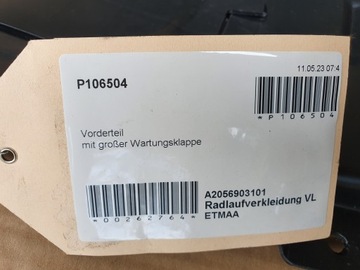 P106504
11.05.23 07:4
*P106504
Vorderteil
mit großer Wartungsklappe
*00262764*
A2056903101
Radlaufverkleidung VL
ETMAA